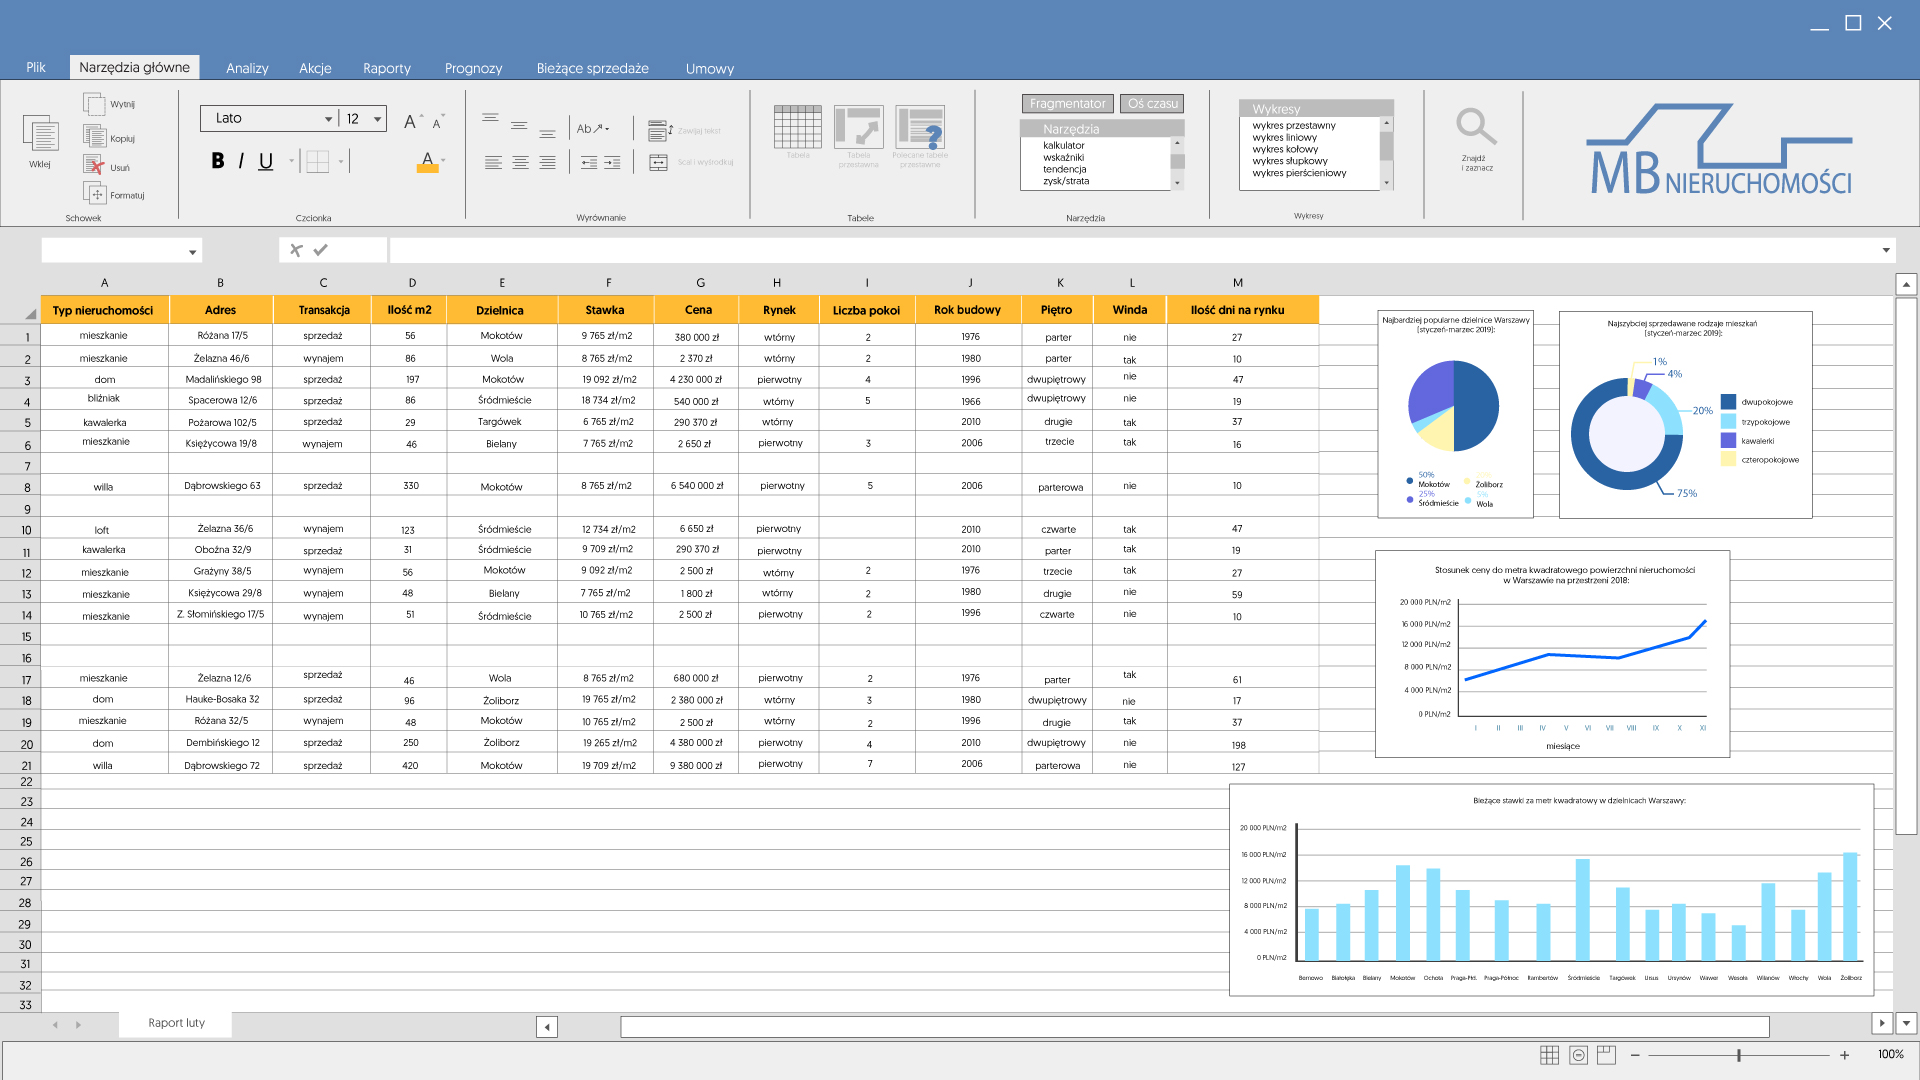 Plik Narzędzia główne Analizy Akcje Raporty Prognozy Bieżące sprzedaże Umowy
Wklej
Wytnij
Kopiuj
Usuń
Formatuj
Schowek
Lato 12 A A
B I U A
Czcionka
Ab
Zawijaj tekst
Scal i wyśrodkuj
Wyrównanie
Tabela
Tabela
przestawna
Polecane tabele
przestawne
Tabele
Fragmentator Oś czasu
Narzędzia
kalkulator
wskaźniki
tendencja
zysk/strata
Narzędzia
Wykresy
wykres przestawny
wykres liniowy
wykres kołowy
wykres słupkowy
wykres pierścieniowy
Wykresy
Znajdź
i zaznacz
MB NIERUCHOMOŚCI
A B C D E F G H I J K L M
Typ nieruchomości Adres Transakcja Ilość m2 Dzielnica Stawka Cena Rynek Liczba pokoi Rok budowy Piętro Winda Ilość dni na rynku
1 mieszkanie Różana 17/5 sprzedaż 56 Mokotów 9 765 zł/m2 380 000 zł wtórny 2 1976 parter nie 27
2 mieszkanie Żelazna 46/6 wynajem 86 Wola 8 765 zł/m2 2 370 zł wtórny 2 1980 parter tak 10
3 dom Madalińskiego 98 sprzedaż 197 Mokotów 19 092 zł/m2 4 230 000 zł pierwotny 4 1996 dwupiętrowy nie 47
4 bliźniak Spacerowa 12/6 sprzedaż 86 Śródmieście 18 734 zł/m2 540 000 zł wtórny 5 1966 dwupiętrowy nie 19
5 kawalerka Pożarowa 102/5 sprzedaż 29 Targówek 6 765 zł/m2 290 370 zł wtórny 2010 drugie tak 37
6 mieszkanie Księżycowa 19/8 wynajem 46 Bielany 7 765 zł/m2 2 650 zł pierwotny 3 2006 trzecie tak 16
7
8 willa Dąbrowskiego 63 sprzedaż 330 Mokotów 8 765 zł/m2 6 540 000 zł pierwotny 5 2006 parterowa nie 10
9
10 loft Żelazna 36/6 wynajem 123 Śródmieście 12 734 zł/m2 6 650 zł pierwotny 2010 czwarte tak 47
11 kawalerka Oboźna 32/9 sprzedaż 31 Śródmieście 9 709 zł/m2 290 370 zł pierwotny 2010 parter tak 19
12 mieszkanie Grażyny 38/5 wynajem 56 Mokotów 9 092 zł/m2 2 500 zł wtórny 2 1976 trzecie tak 27
13 mieszkanie Księżycowa 29/8 wynajem 48 Bielany 7 765 zł/m2 1 800 zł wtórny 2 1980 drugie nie 59
14 mieszkanie Z. Słomińskiego 17/5 wynajem 51 Śródmieście 10 765 zł/m2 2 500 zł pierwotny 2 1996 czwarte nie 10
15
16
17 mieszkanie Żelazna 12/6 sprzedaż 46 Wola 8 765 zł/m2 680 000 zł pierwotny 2 1976 parter tak 61
18 dom Hauke-Bosaka 32 sprzedaż 96 Żoliborz 19 765 zł/m2 2 380 000 zł wtórny 3 1980 dwupiętrowy nie 17
19 mieszkanie Różana 32/5 wynajem 48 Mokotów 10 765 zł/m2 2 500 zł wtórny 2 1996 drugie tak 37
20 dom Dembińskiego 12 sprzedaż 250 Żoliborz 19 265 zł/m2 4 380 000 zł pierwotny 4 2010 dwupiętrowy nie 198
21 willa Dąbrowskiego 72 sprzedaż 420 Mokotów 19 709 zł/m2 9 380 000 zł pierwotny 7 2006 parterowa nie 127
22
23
24
25
26
27
28
29
30
31
32
33
Najbardziej popularne dzielnice Warszawy
(styczeń-marzec 2019):
50%
Mokotów
Żoliborz
25%
Śródmieście
5%
Wola
Najszybciej sprzedawane rodzaje mieszkań
(styczeń-marzec 2019):
1%
4%
20%
75%
dwupokojowe
trzypokojowe
kawalerki
czteropokojowe
Stosunek ceny do metra kwadratowego powierzchni nieruchomości
w Warszawie na przestrzeni 2018:
20 000 PLN/m2
16 000 PLN/m2
12 000 PLN/m2
8 000 PLN/m2
4 000 PLN/m2
0 PLN/m2
I II III IV V VI VII VIII IX X XI
miesiące
Bieżące stawki za metr kwadratowy w dzielnicach Warszawy:
20 000 PLN/m2
16 000 PLN/m2
12 000 PLN/m2
8 000 PLN/m2
4 000 PLN/m2
0 PLN/m2
Bemowo Białołęka Bielany Mokotów Ochota Praga-Płd. Praga-Północ Rembertów Śródmieście Targówek Ursus Ursynów Wawer Wesoła Wilanów Włochy Wola Żoliborz
Raport luty
100%